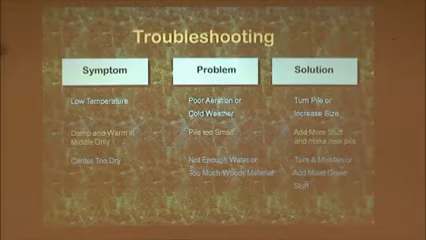 Troubleshooting
Symptom Problem Solution
Low Temperature Poor Aeration or Turn Pile or
Cold Weather Increase Size
Damp and Warm in Pile too Small Add More Stuff
Middle Only and make new pile
Center Too Dry Not Enough Water or Turn & Moisten or
Too Much Woody Material Add Moist Green
Stuff